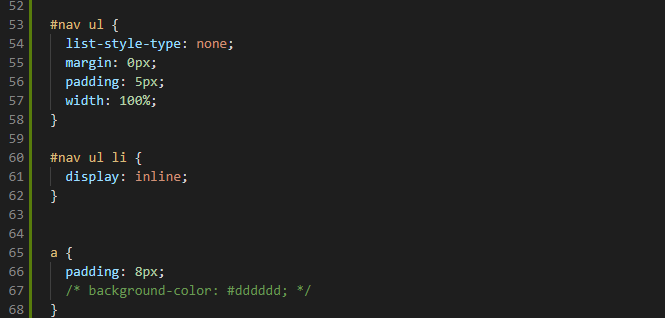 52
53 #nav ul {
54   list-style-type: none;
55   margin: 0px;
56   padding: 5px;
57   width: 100%;
58 }
59
60 #nav ul li {
61   display: inline;
62 }
63
64
65 a {
66   padding: 8px;
67   /* background-color: #dddddd; */
68 }